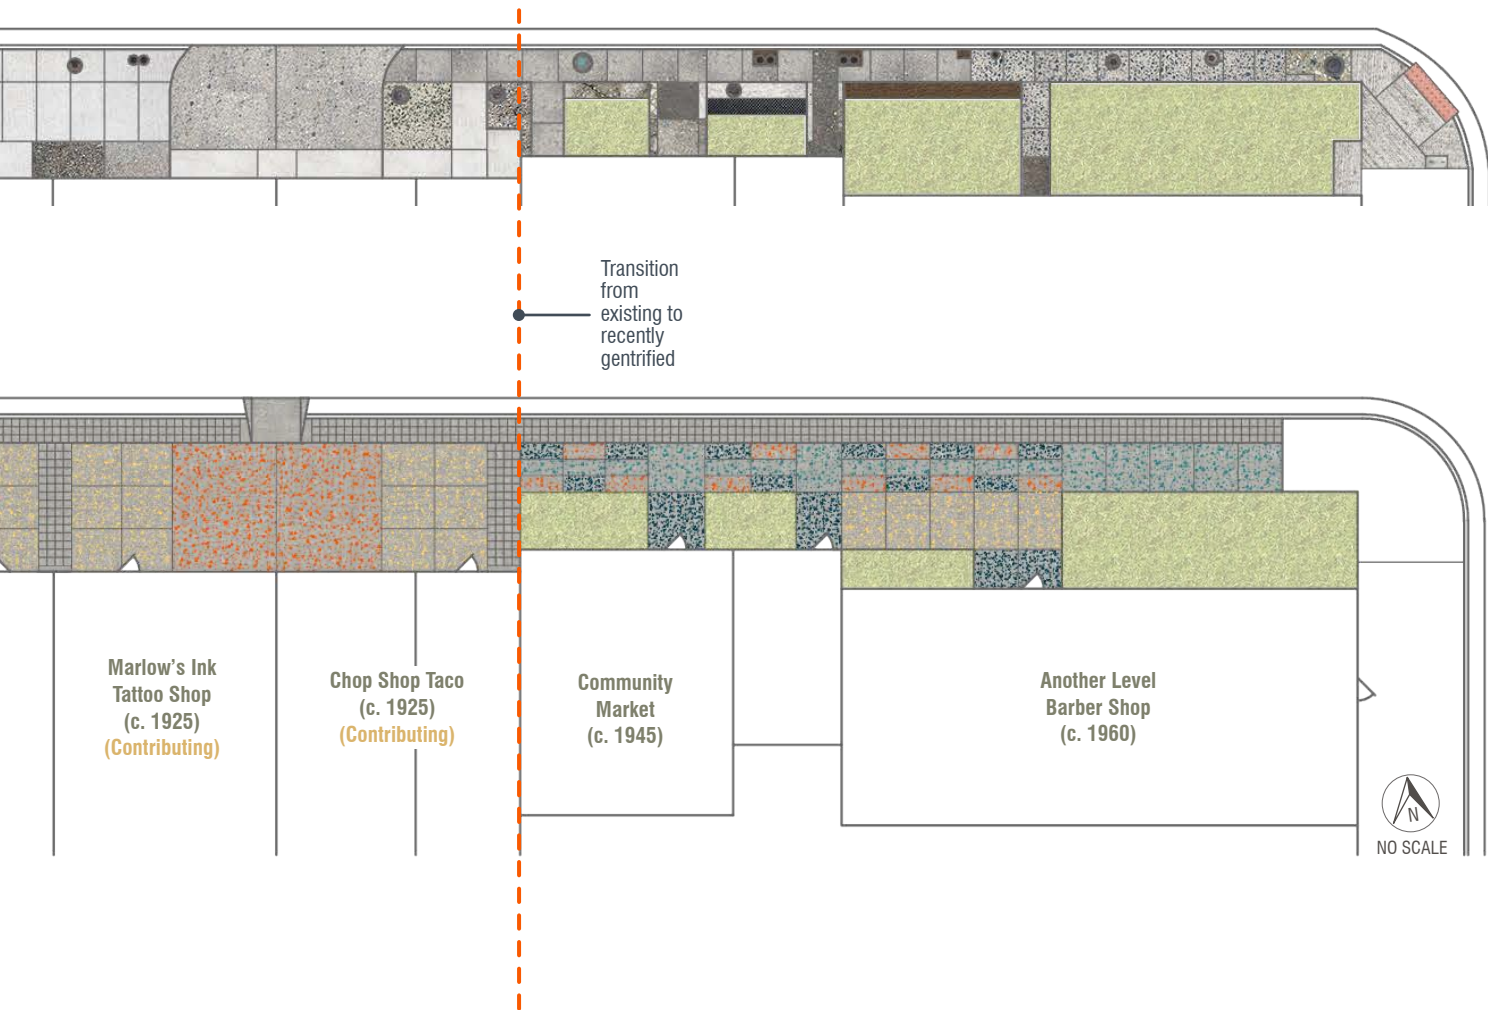 Transition
from
existing to
recently
gentrified
Marlow's Ink
Tattoo Shop
(c. 1925)
(Contributing)
Chop Shop Taco
(c. 1925)
(Contributing)
Community
Market
(c. 1945)
Another Level
Barber Shop
(c. 1960)
N
NO SCALE